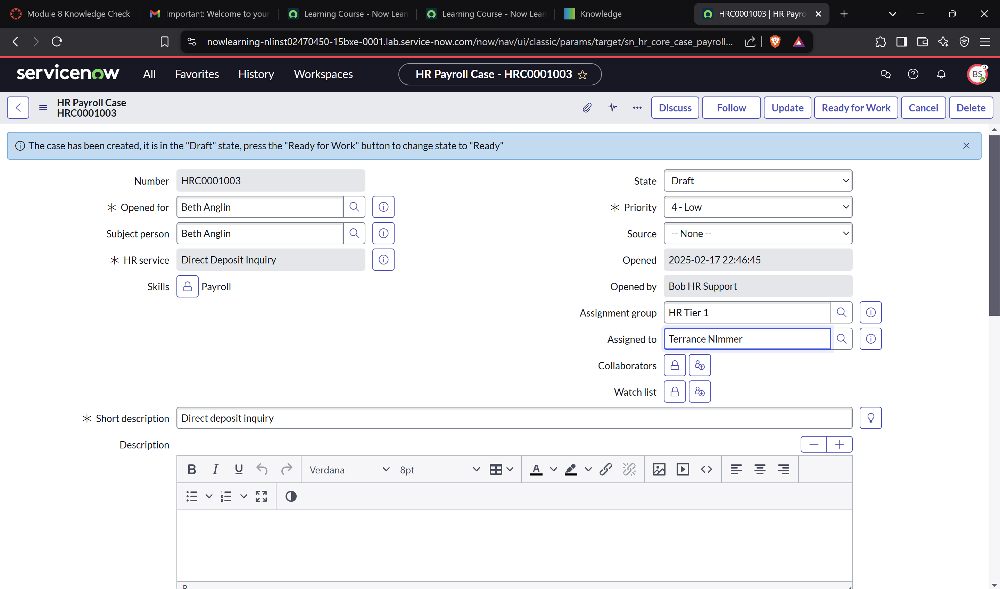 Module 8 Knowledge Check
Important: Welcome to your
Learning Course - Now Lear
Learning Course - Now Lear
Knowledge
HRC0001003 | HR Payro
nowlearning-nlinst02470450-15bxe-0001.lab.service-now.com/now/nav/ui/classic/params/target/sn_hr_core_case_payroll...
servicenow
All
Favorites
History
Workspaces
HR Payroll Case - HRC0001003
BS
HR Payroll Case
HRC0001003
Discuss
Follow
Update
Ready for Work
Cancel
Delete
The case has been created, it is in the "Draft" state, press the "Ready for Work" button to change state to "Ready"
Number HRC0001003
Opened for Beth Anglin
Subject person Beth Anglin
HR service Direct Deposit Inquiry
Skills Payroll
State Draft
Priority 4 - Low
Source -- None --
Opened 2025-02-17 22:46:45
Opened by Bob HR Support
Assignment group HR Tier 1
Assigned to Terrance Nimmer
Collaborators
Watch list
Short description Direct deposit inquiry
Description
Verdana 8pt